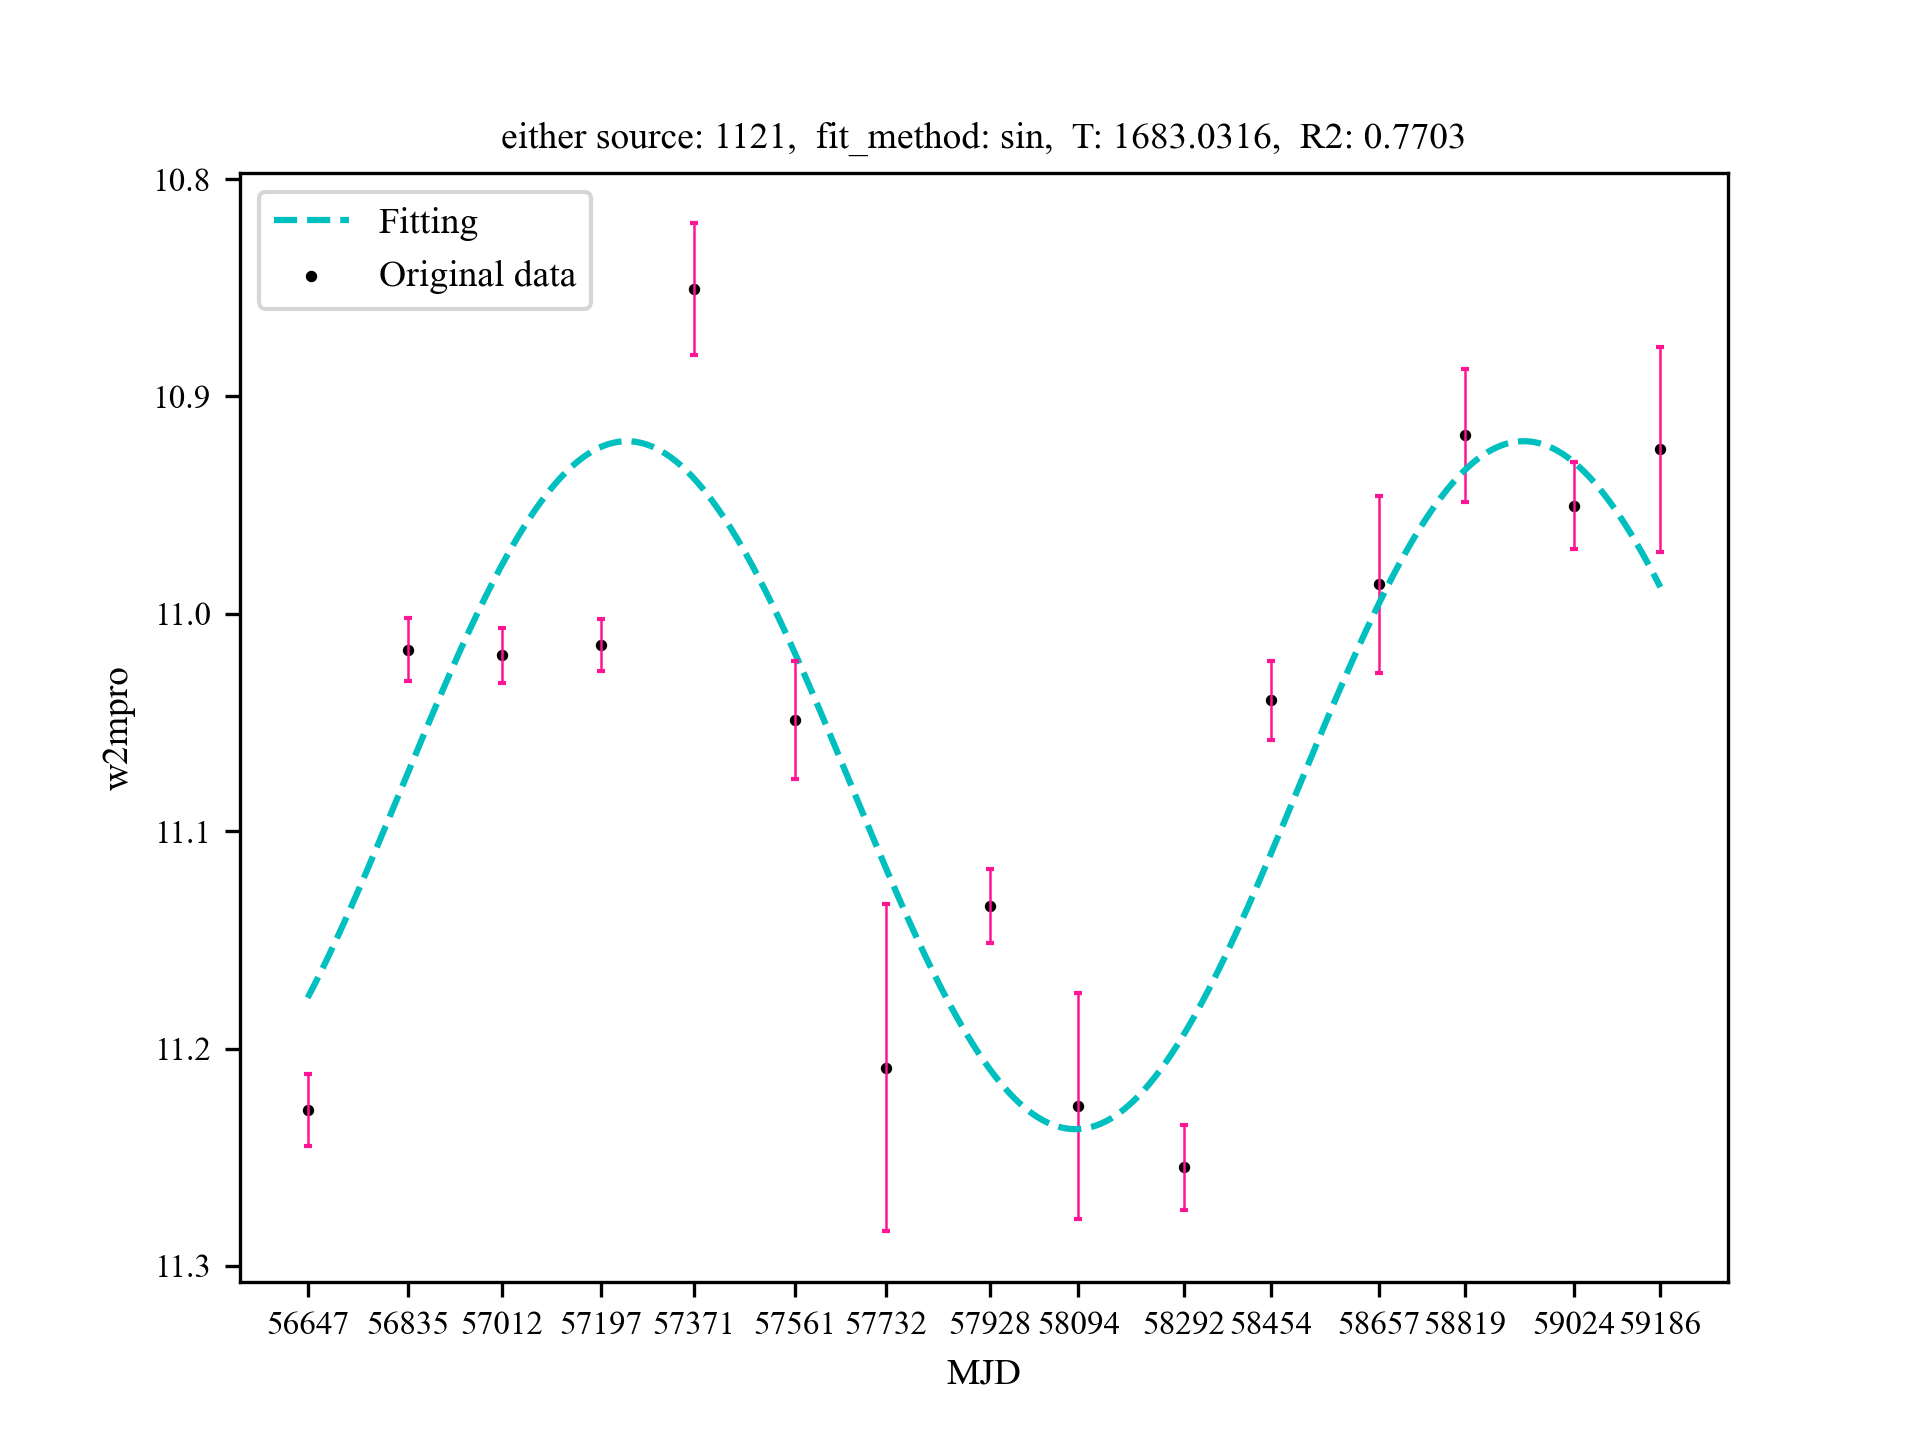 either source: 1121,  fit_method: sin,  T: 1683.0316,  R2: 0.7703
Fitting
Original data
10.8
10.9
11.0
11.1
11.2
11.3
w2mpro
56647 56835 57012 57197 57371 57561 57732 57928 58094 58292 58454 58657 58819 59024 59186
MJD